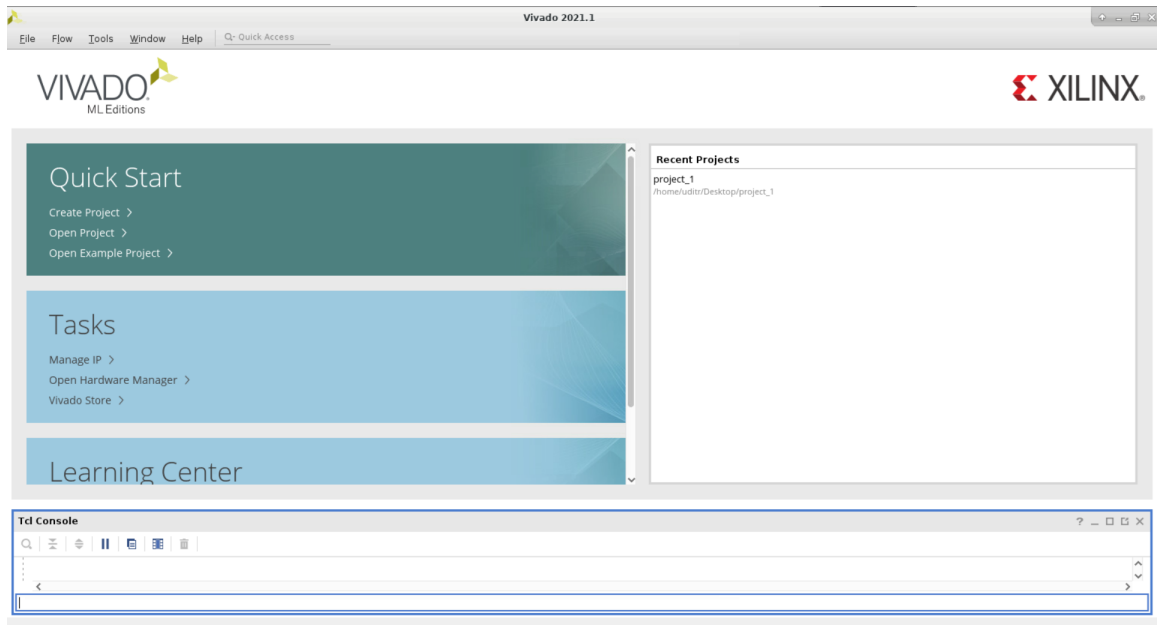 Vivado 2021.1
File Flow Tools Window Help Q- Quick Access
VIVADO.
ML Editions
XILINX®
Quick Start
Create Project >
Open Project >
Open Example Project >
Recent Projects
project_1
/home/uditr/Desktop/project_1
Tasks
Manage IP >
Open Hardware Manager >
Vivado Store >
Learning Center
Tcl Console